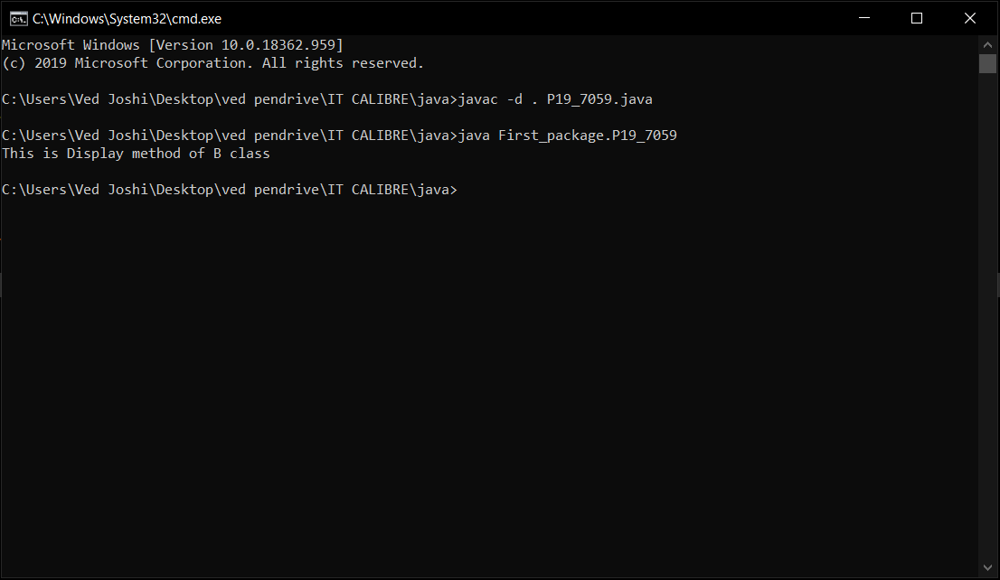 C:\Windows\System32\cmd.exe
Microsoft Windows [Version 10.0.18362.959]
(c) 2019 Microsoft Corporation. All rights reserved.
C:\Users\Ved Joshi\Desktop\ved pendrive\IT CALIBRE\java>javac -d . P19_7059.java
C:\Users\Ved Joshi\Desktop\ved pendrive\IT CALIBRE\java>java First_package.P19_7059
This is Display method of B class
C:\Users\Ved Joshi\Desktop\ved pendrive\IT CALIBRE\java>